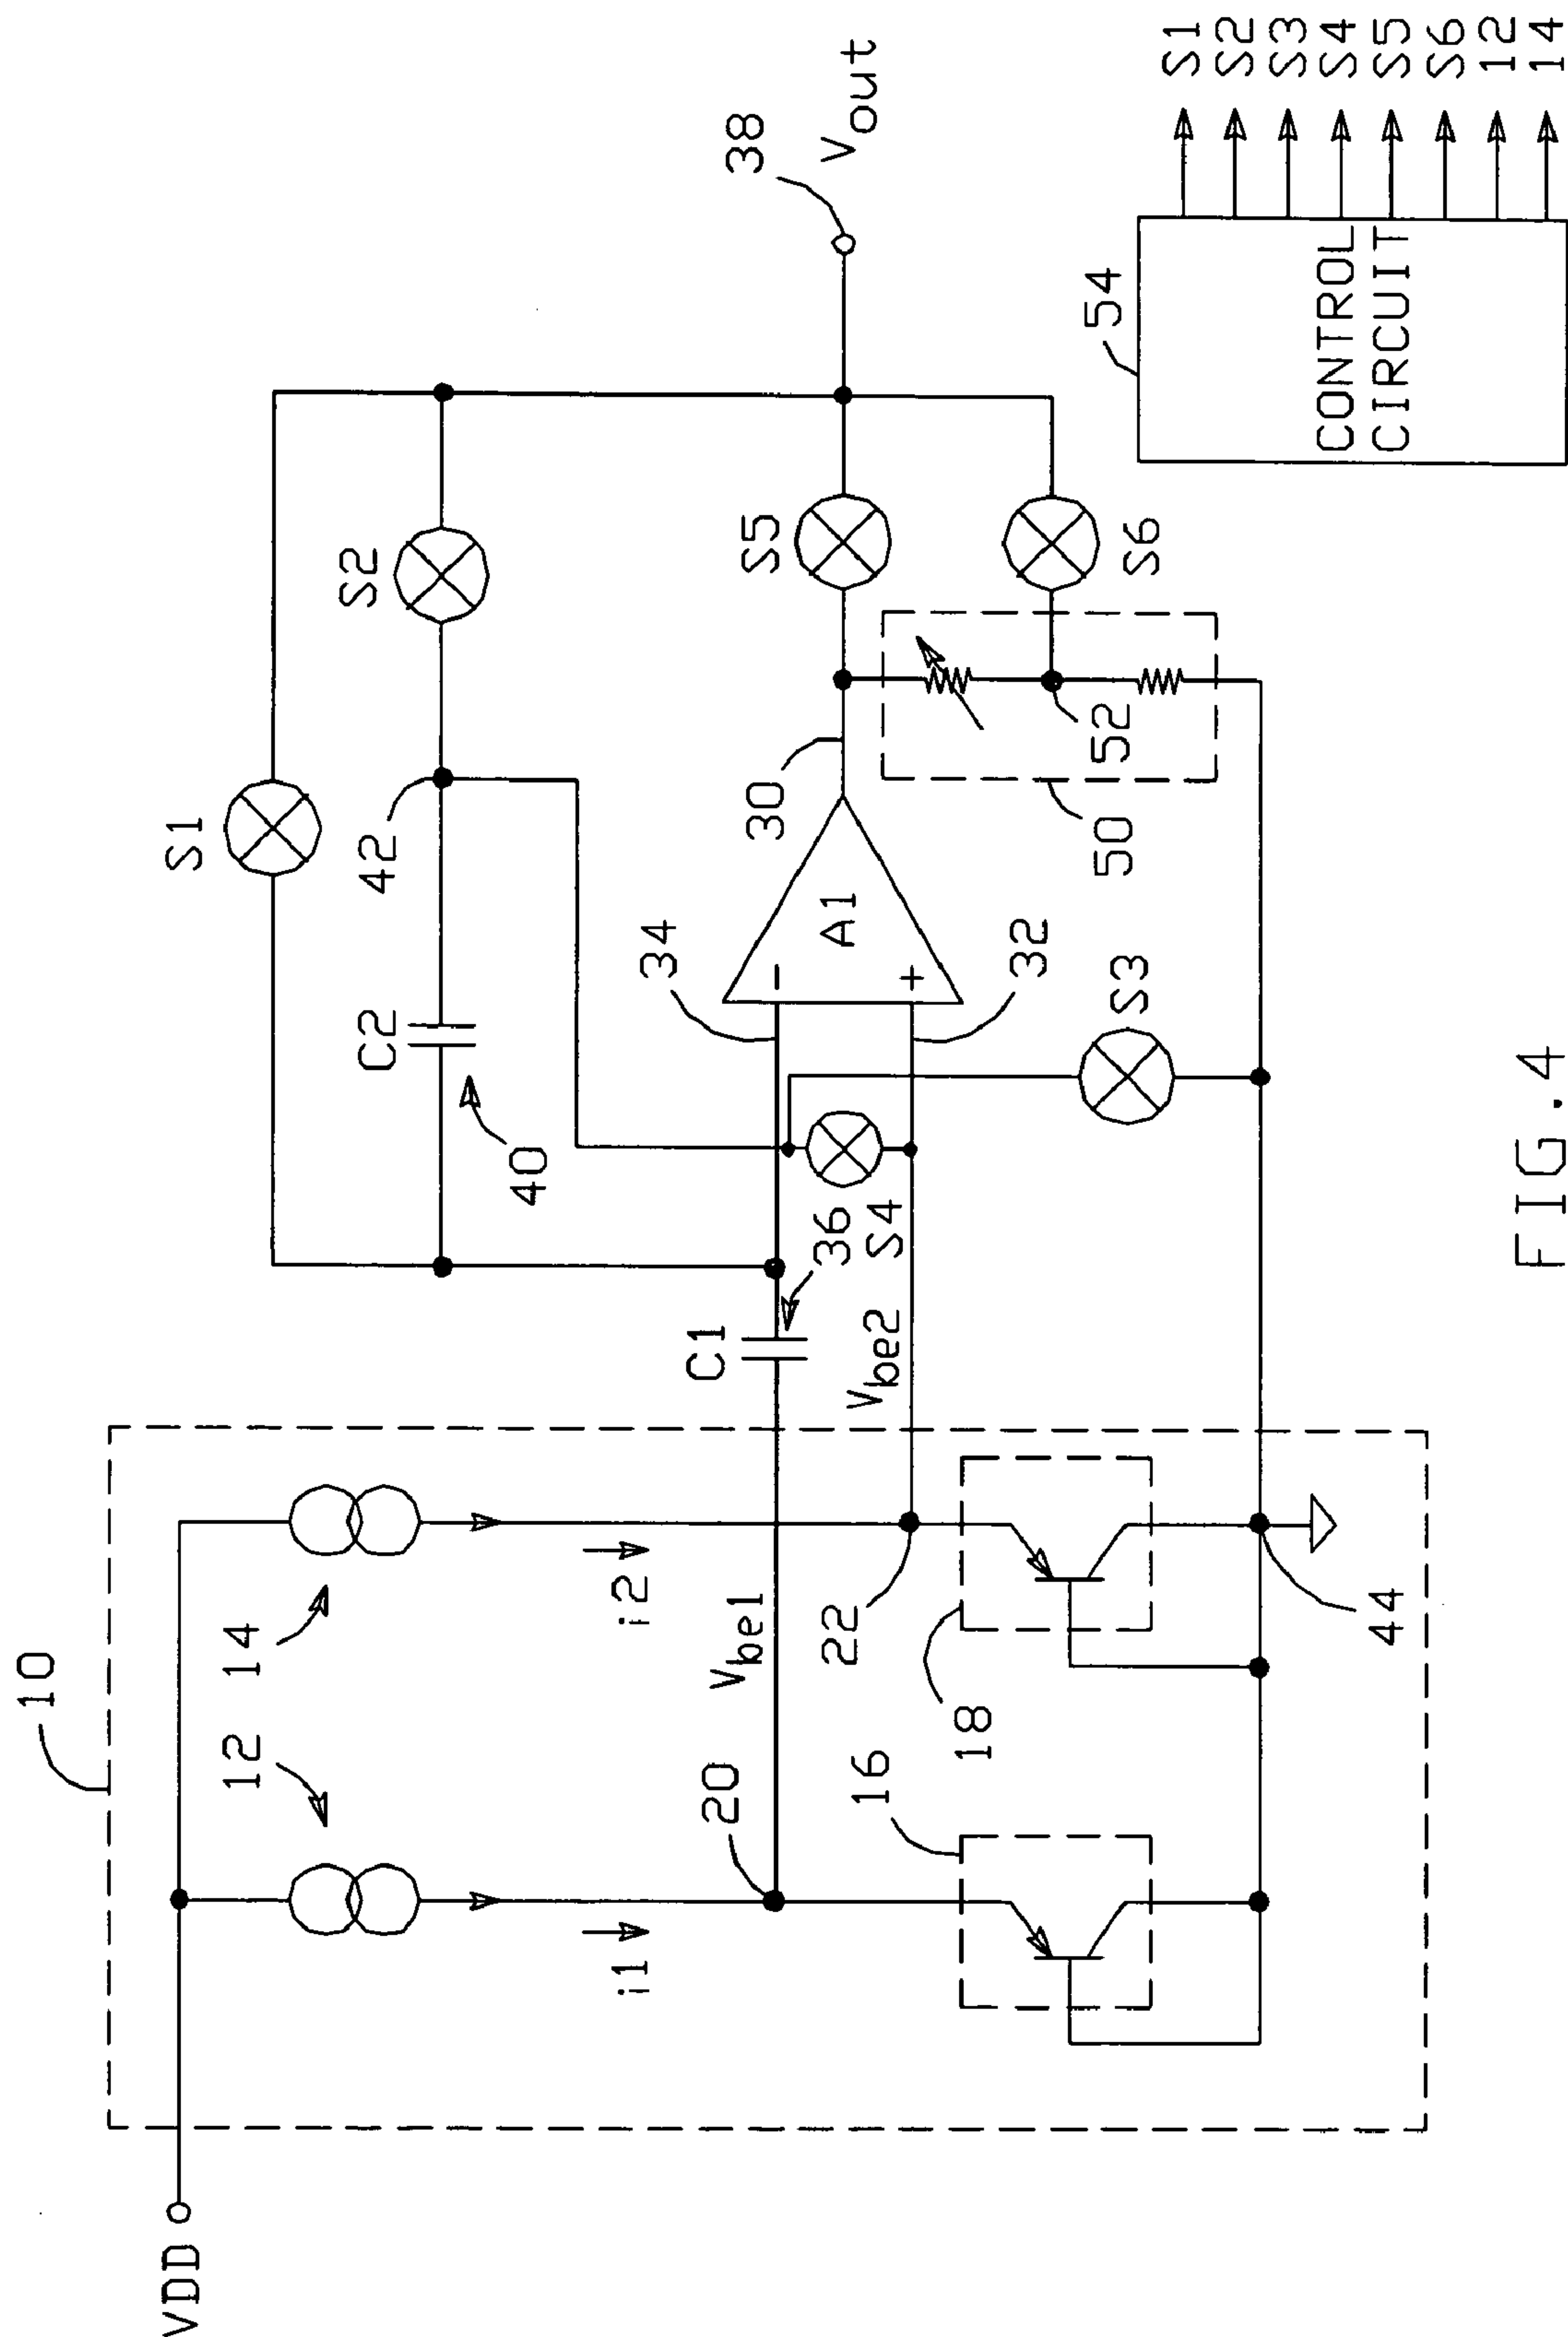 10
VDD
12
14
i1
i2
20
Vbe1
22
Vbe2
16
18
44
C1
36
S4
40
C2
42
S1
S2
34
32
A1
30
S3
50
52
S5
S6
38
Vout
54
CONTROL
CIRCUIT
S1
S2
S3
S4
S5
S6
12
14
FIG.4